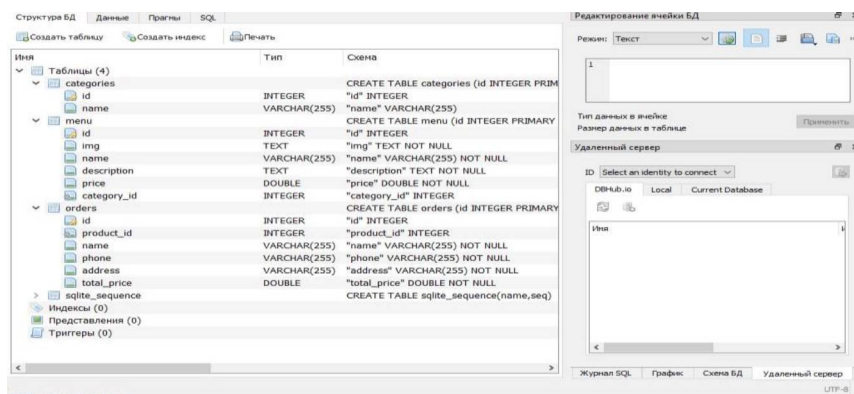 Структура БД Данные Прагмы SQL
Создать таблицу Создать индекс Печать
Имя Тип Схема
Таблицы (4)
categories CREATE TABLE categories (id INTEGER PRIM
id INTEGER "id" INTEGER
name VARCHAR(255) "name" VARCHAR(255)
menu CREATE TABLE menu (id INTEGER PRIMARY
id INTEGER "id" INTEGER
img TEXT "img" TEXT NOT NULL
name VARCHAR(255) "name" VARCHAR(255) NOT NULL
description TEXT "description" TEXT NOT NULL
price DOUBLE "price" DOUBLE NOT NULL
category_id INTEGER "category_id" INTEGER
orders CREATE TABLE orders (id INTEGER PRIMARY
id INTEGER "id" INTEGER
product_id INTEGER "product_id" INTEGER
name VARCHAR(255) "name" VARCHAR(255) NOT NULL
phone VARCHAR(255) "phone" VARCHAR(255) NOT NULL
address VARCHAR(255) "address" VARCHAR(255) NOT NULL
total_price DOUBLE "total_price" DOUBLE NOT NULL
sqlite_sequence CREATE TABLE sqlite_sequence(name,seq)
Индексы (0)
Представления (0)
Триггеры (0)
Редактирование ячейки БД
Режим: Текст
1
Тип данных в ячейке
Размер данных в таблице
Применить
Удаленный сервер
ID Select an identity to connect
DBHub.io Local Current Database
Имя
Журнал SQL График Схема БД Удаленный сервер
UTF-8